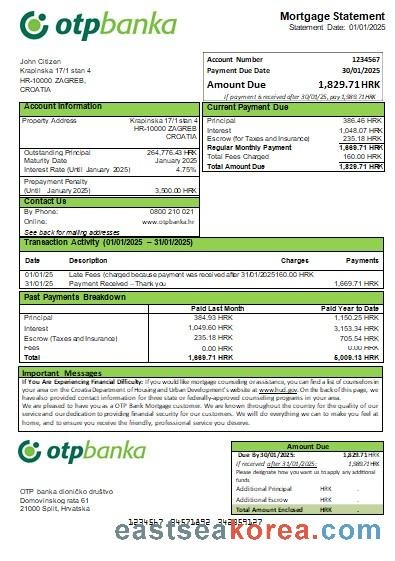 otpbanka
Mortgage Statement
Statement Date: 01/01/2025
John Citizen
Krapinska 17/1 stan 4
HR-10000 ZAGREB,
CROATIA
Account Number 1234567
Payment Due Date 30/01/2025
Amount Due 1,829.71 HRK
If payment is received after 30/01/25, pay 1,989.71 HRK
Account Information
Property Address Krapinska 17/1 stan 4
HR-10000 ZAGREB
CROATIA
Outstanding Principal 264,776.43 HRK
Maturity Date January 2025
Interest Rate (Until January 2025) 4.75%
Prepayment Penalty
(Until January 2025) 3,500.00 HRK
Contact Us
By Phone: 0800 210 021
Online: www.otpbanka.hr
See back for mailing addresses
Current Payment Due
Principal 386.46 HRK
Interest 1,048.07 HRK
Escrow (for Taxes and Insurance) 235.18 HRK
Regular Monthly Payment 1,669.71 HRK
Total Fees Charged 160.00 HRK
Total Amount Due 1,829.71 HRK
Transaction Activity (01/01/2025 – 31/01/2025)
Date Description Charges Payments
01/01/25 Late Fees (charged because payment was received after 31/01/2025160.00 HRK
31/01/25 Payment Received – Thank you 1,669.71 HRK
Past Payments Breakdown
Paid Last Month Paid Year to Date
Principal 384.93 HRK 1,150.25 HRK
Interest 1,049.60 HRK 3,153.34 HRK
Escrow (Taxes and Insurance) 235.18 HRK 705.54 HRK
Fees 0.00 HRK 0.00 HRK
Total 1,669.71 HRK 5,009.13 HRK
Important Messages
If You Are Experiencing Financial Difficulty: If you would like mortgage counseling or assistance, you can find a list of counselors in
your area on the Croatia Department of Housing and Urban Development's website at www.hud.gov. On the back of this page, we
have also provided contact information for three state or federally-approved counseling programs in your area.
We are pleased to have you as a OTP Bank Mortgage customer. We are known throughout the country for the quality of our
service and our dedication to providing financial security for our clients. We will do everything we can to make you feel at
home, and to ensure you receive the friendly, professional service you deserve.
otpbanka
OTP banka dioničko društvo
Domovinskog rata 61
21000 Split, Hrvatska
Amount Due
Due By 30/01/2025: 1,829.71 HRK
If received after 31/01/2025: 1,989.71 HRK
Please designate how you want us to apply any additional
funds
Additional Principal HRK .
Additional Escrow HRK .
Total Amount Enclosed HRK .
eastseakorea.com